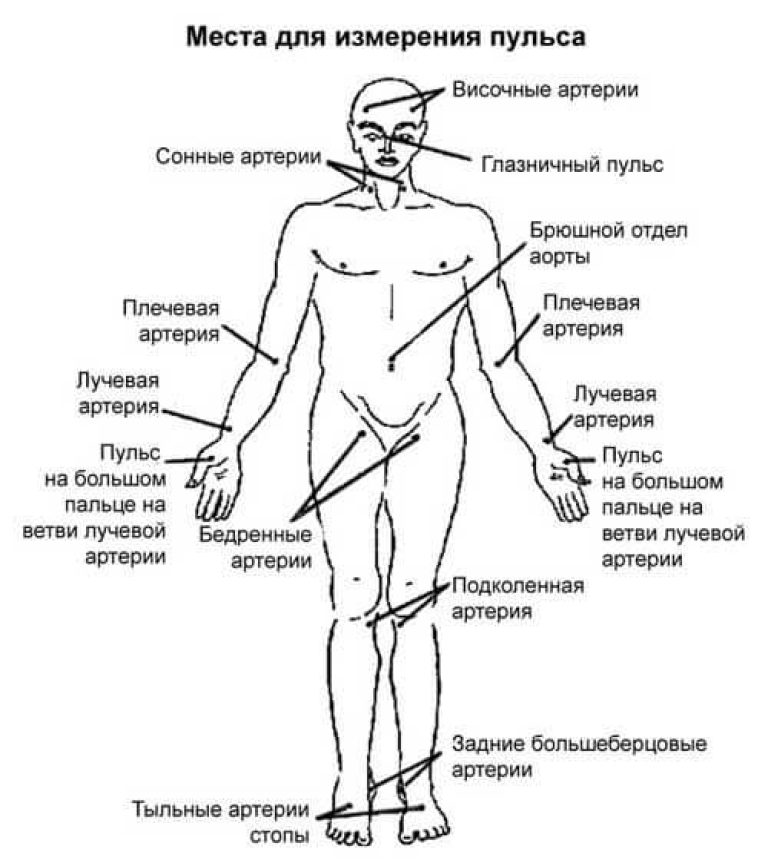 Места для измерения пульса
Височные артерии
Сонные артерии
Глазничный пульс
Брюшной отдел
аорты
Плечевая
артерия
Плечевая
артерия
Лучевая
артерия
Лучевая
артерия
Пульс
на большом
пальце на
ветви лучевой
артерии
Пульс
на большом
пальце на
ветви лучевой
артерии
Бедренные
артерии
Подколенная
артерия
Задние большеберцовые
артерии
Тыльные артерии
стопы